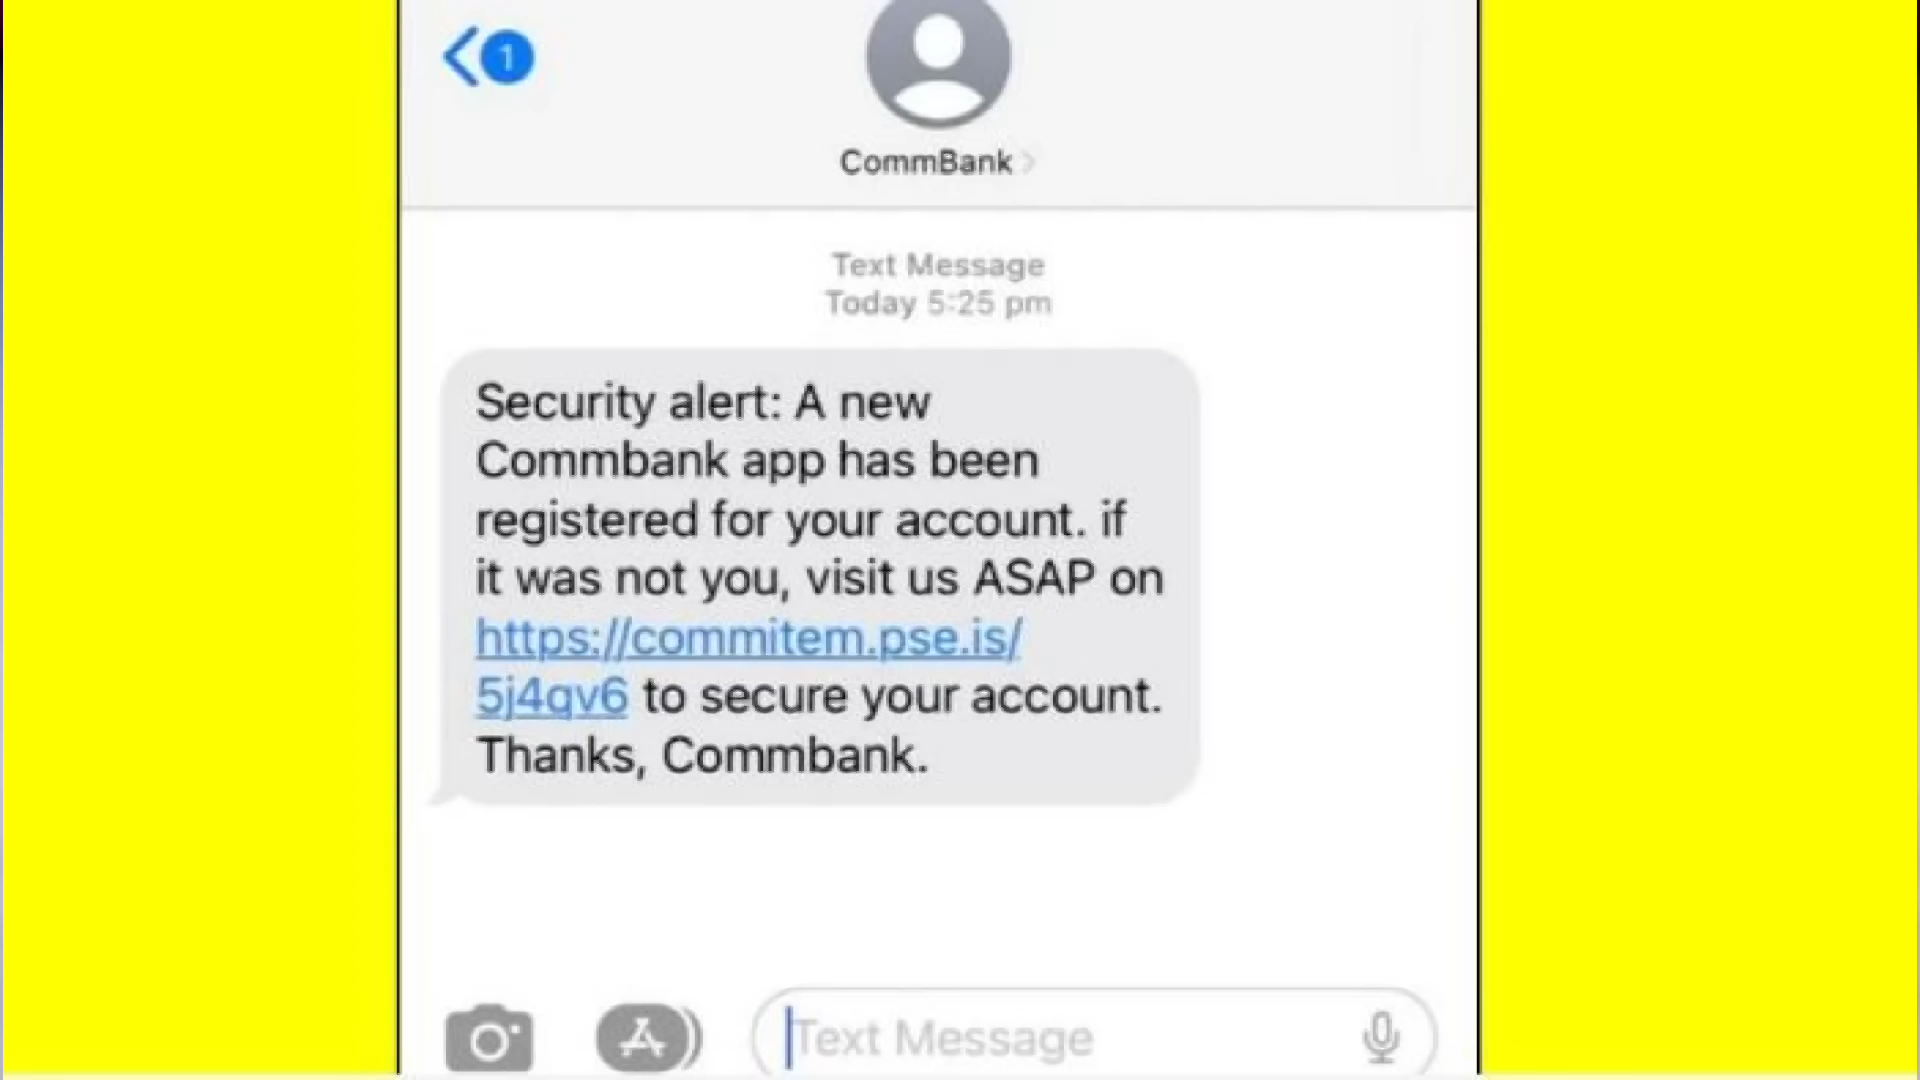 1
CommBank
Text Message
Today 5:25 pm
Security alert: A new
Commbank app has been
registered for your account. if
it was not you, visit us ASAP on
https://commitem.pse.is/
5j4qv6 to secure your account.
Thanks, Commbank.
Text Message